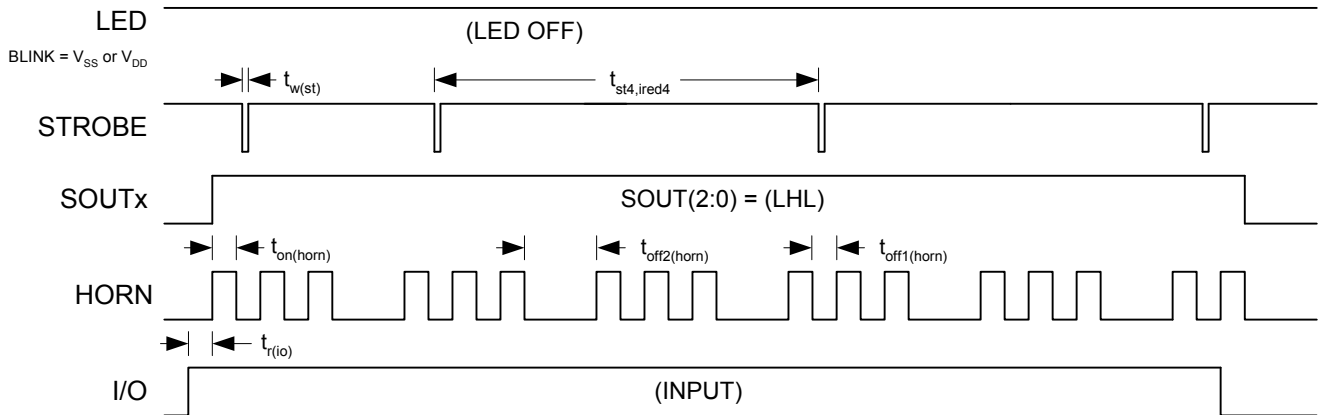 LED
(LED OFF)
BLINK = VSS or VDD
tw(st)
tst4,ired4
STROBE
SOUTx
SOUT(2:0) = (LHL)
ton(horn)
toff2(horn)
toff1(horn)
HORN
tr(io)
I/O
(INPUT)